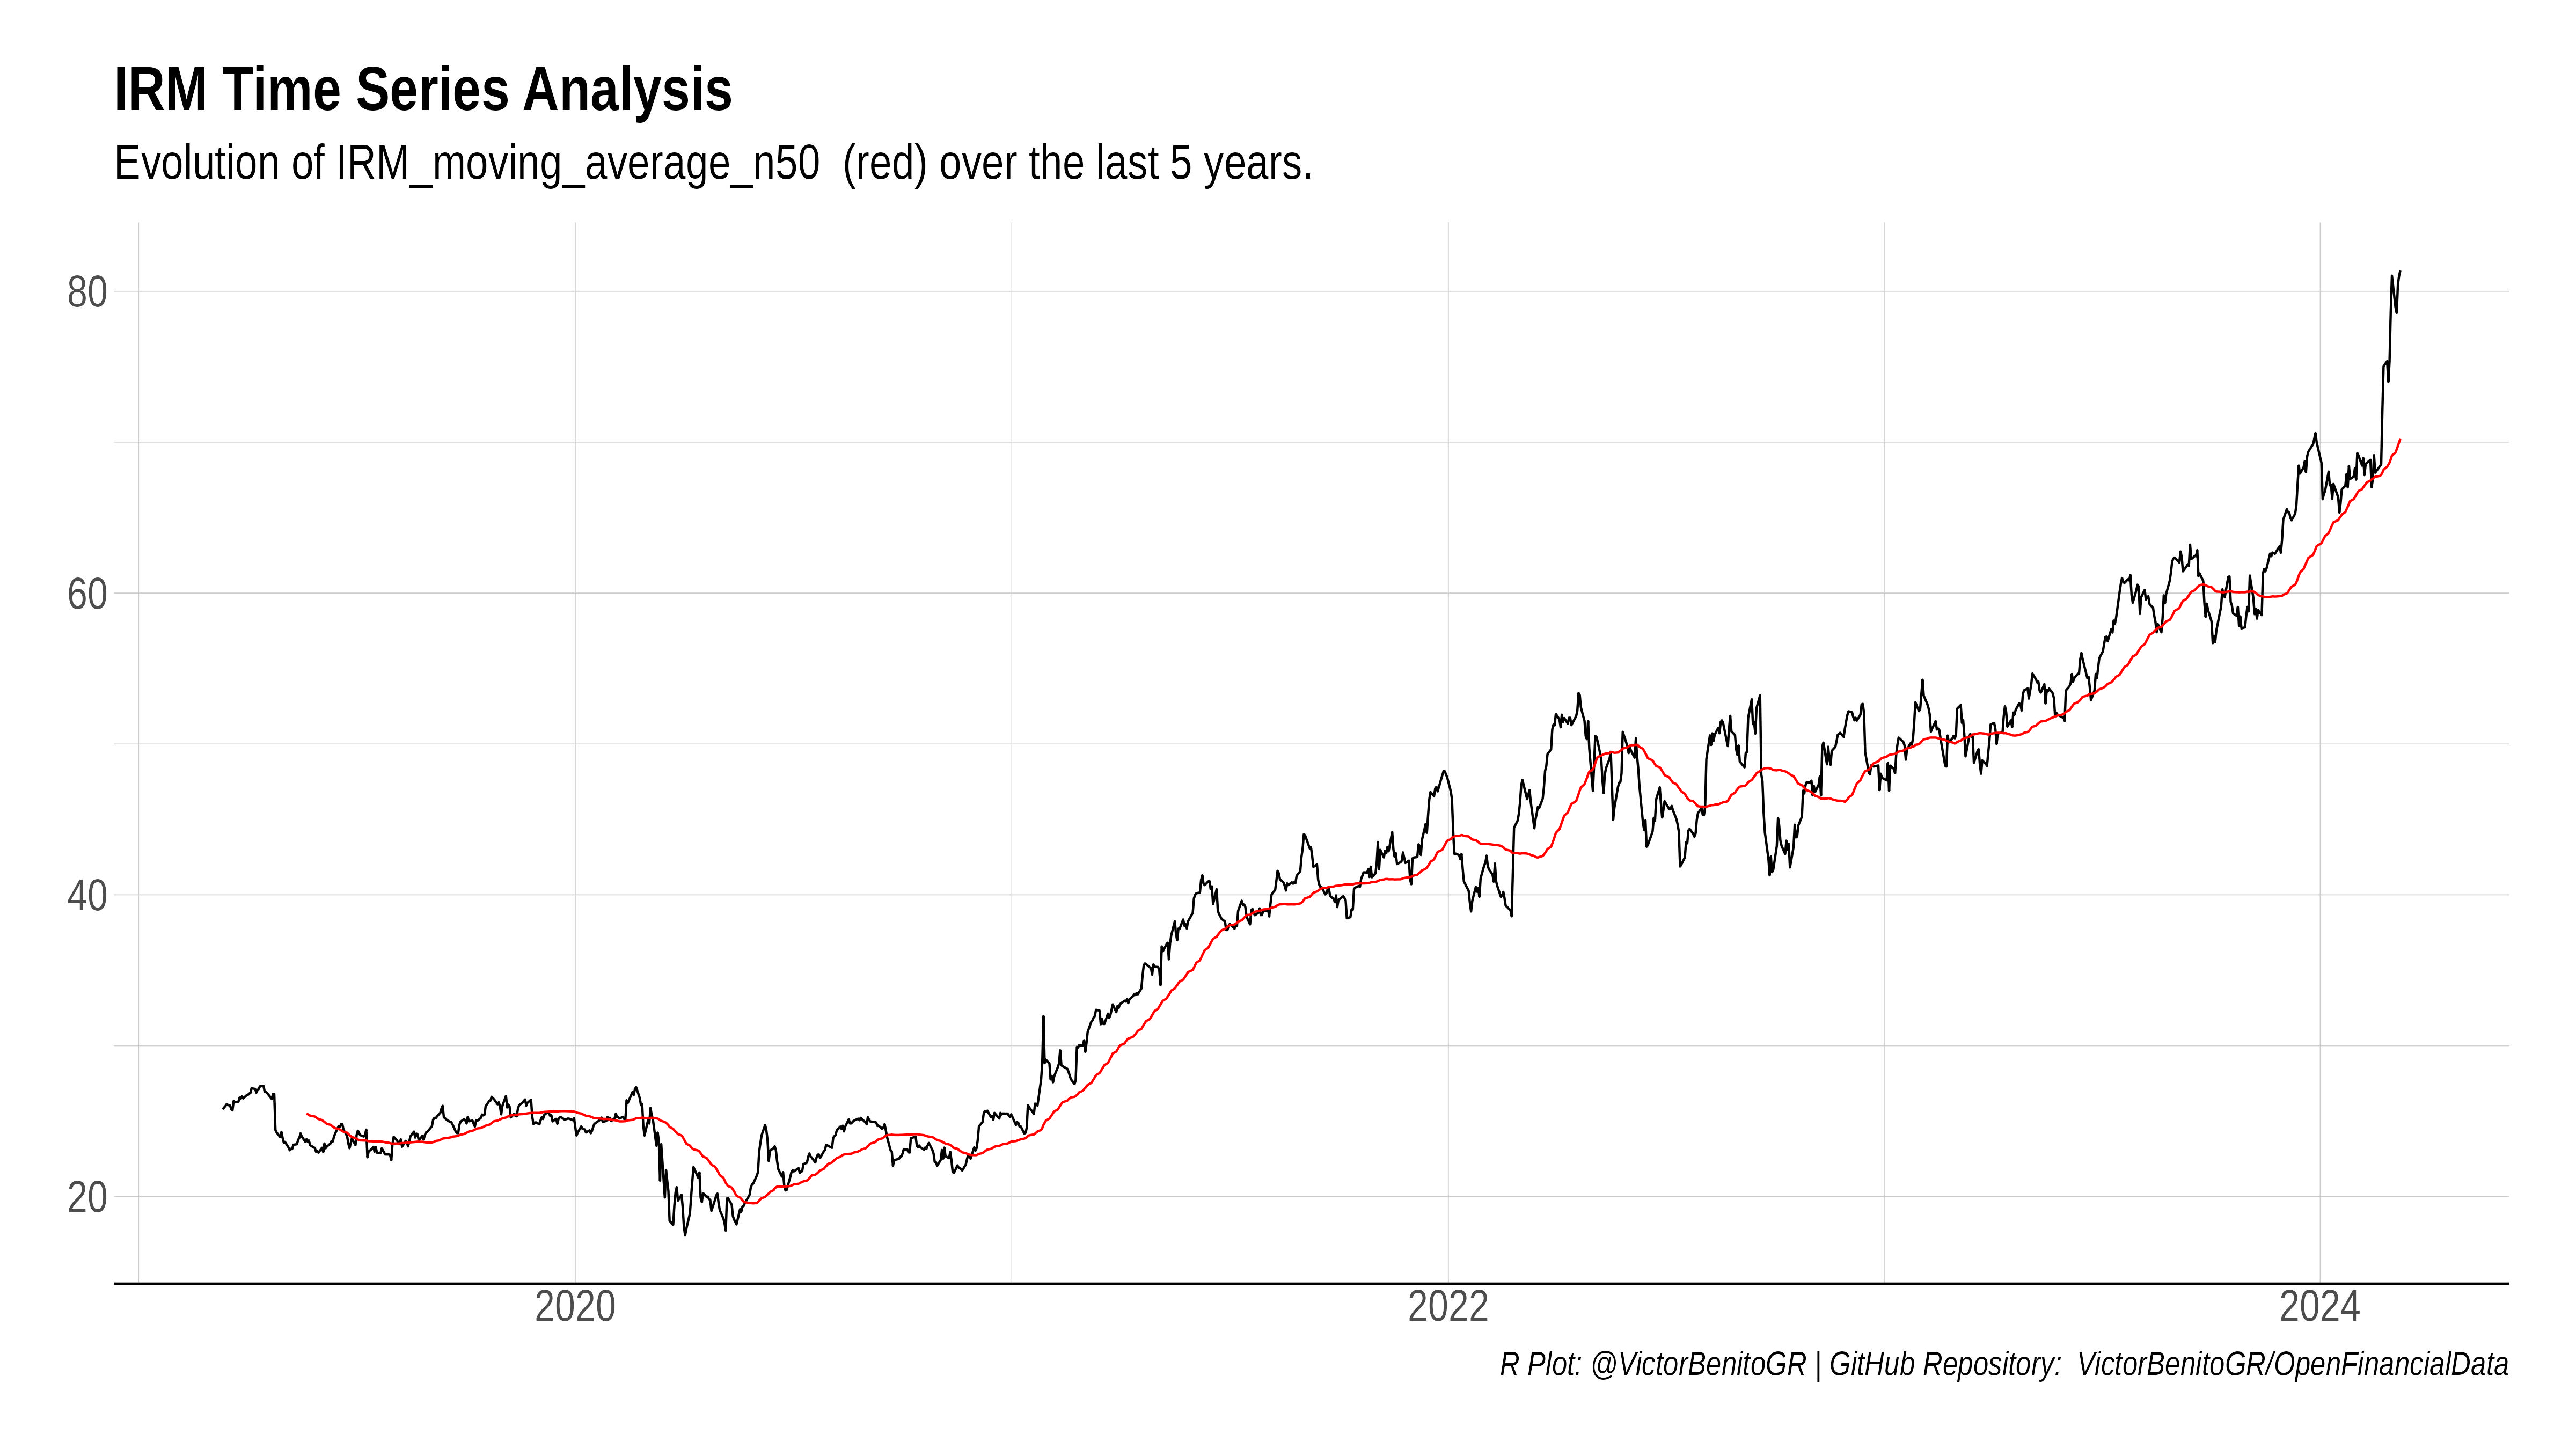 IRM Time Series Analysis
Evolution of IRM_moving_average_n50  (red) over the last 5 years.
80
60
40
20
2020
2022
2024
R Plot: @VictorBenitoGR | GitHub Repository:  VictorBenitoGR/OpenFinancialData